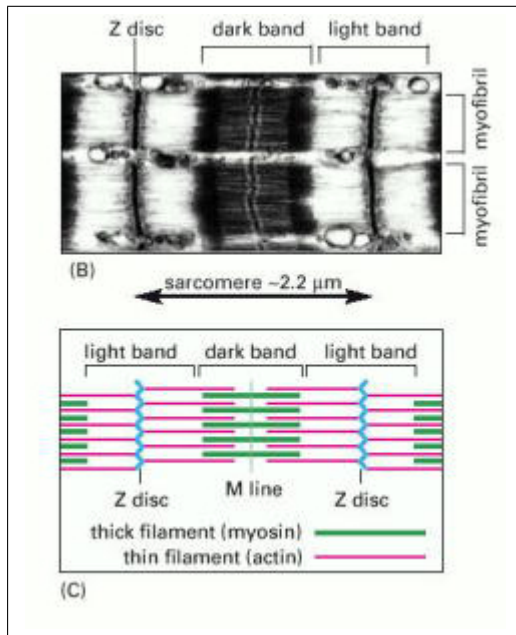 Z disc dark band light band
myofibril
myofibril
(B)
sarcomere ~2.2 μm
light band dark band light band
Z disc M line Z disc
thick filament (myosin)
thin filament (actin)
(C)